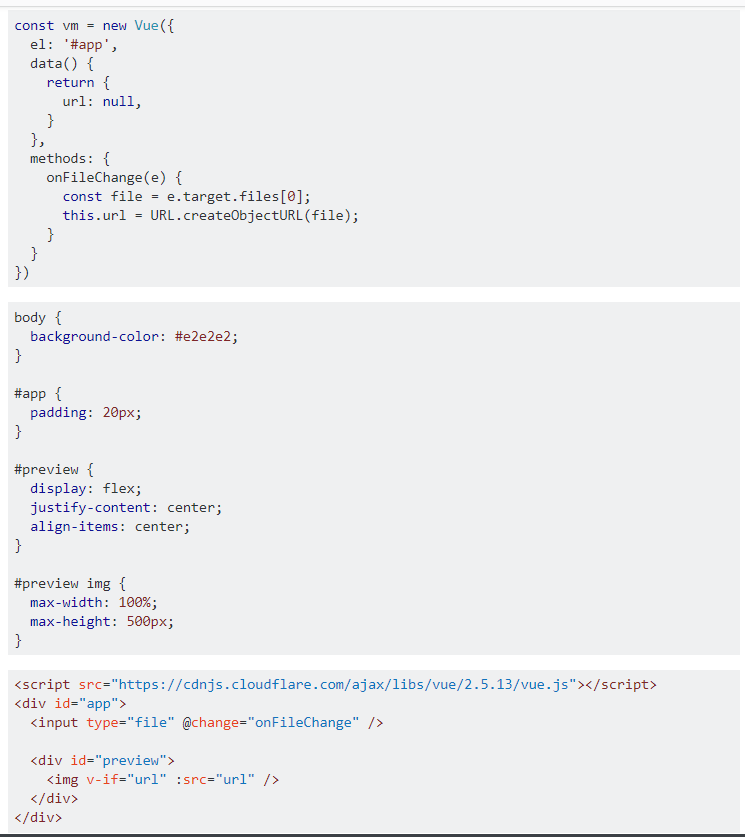 const vm = new Vue({
  el: '#app',
  data() {
    return {
      url: null,
    }
  },
  methods: {
    onFileChange(e) {
      const file = e.target.files[0];
      this.url = URL.createObjectURL(file);
    }
  }
})
body {
  background-color: #e2e2e2;
}

#app {
  padding: 20px;
}

#preview {
  display: flex;
  justify-content: center;
  align-items: center;
}

#preview img {
  max-width: 100%;
  max-height: 500px;
}
<script src="https://cdnjs.cloudflare.com/ajax/libs/vue/2.5.13/vue.js"></script>
<div id="app">
  <input type="file" @change="onFileChange" />

  <div id="preview">
    <img v-if="url" :src="url" />
  </div>
</div>